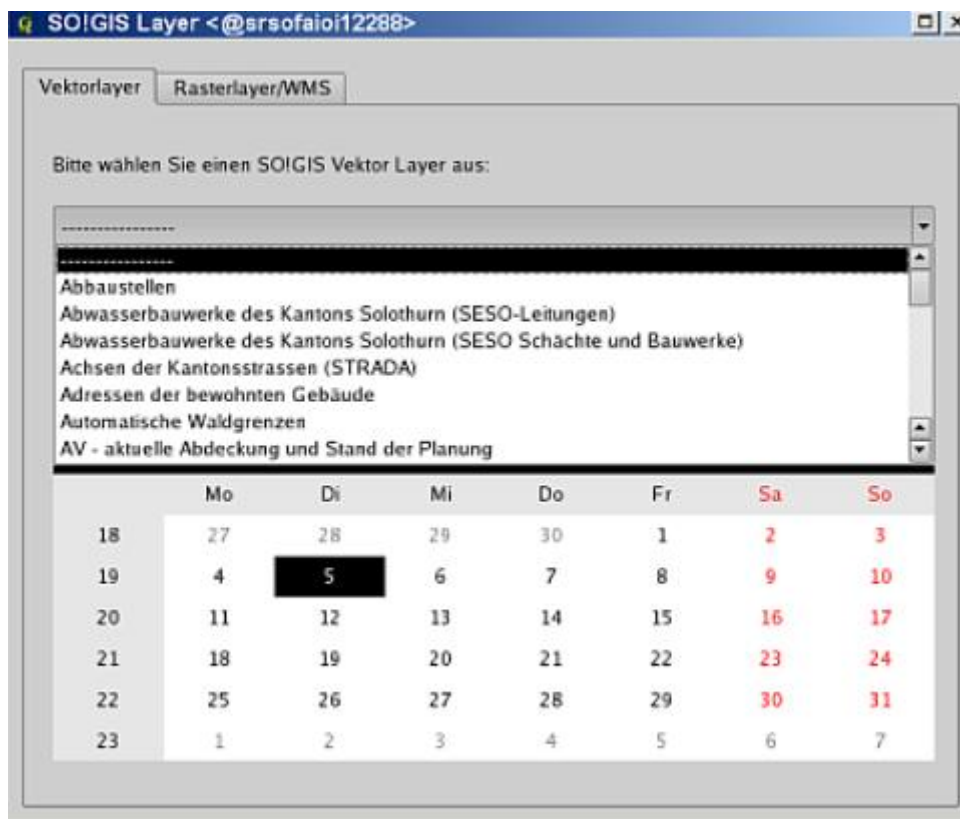 SO!GIS Layer <@srsofaioi12288>
Vektorlayer Rasterlayer/WMS
Bitte wählen Sie einen SO!GIS Vektor Layer aus:
----------------
----------------
Abbaustellen
Abwasserbauwerke des Kantons Solothurn (SESO-Leitungen)
Abwasserbauwerke des Kantons Solothurn (SESO Schächte und Bauwerke)
Achsen der Kantonsstrassen (STRADA)
Adressen der bewohnten Gebäude
Automatische Waldgrenzen
AV - aktuelle Abdeckung und Stand der Planung
Mo Di Mi Do Fr Sa So
18 27 28 29 30 1 2 3
19 4 5 6 7 8 9 10
20 11 12 13 14 15 16 17
21 18 19 20 21 22 23 24
22 25 26 27 28 29 30 31
23 1 2 3 4 5 6 7